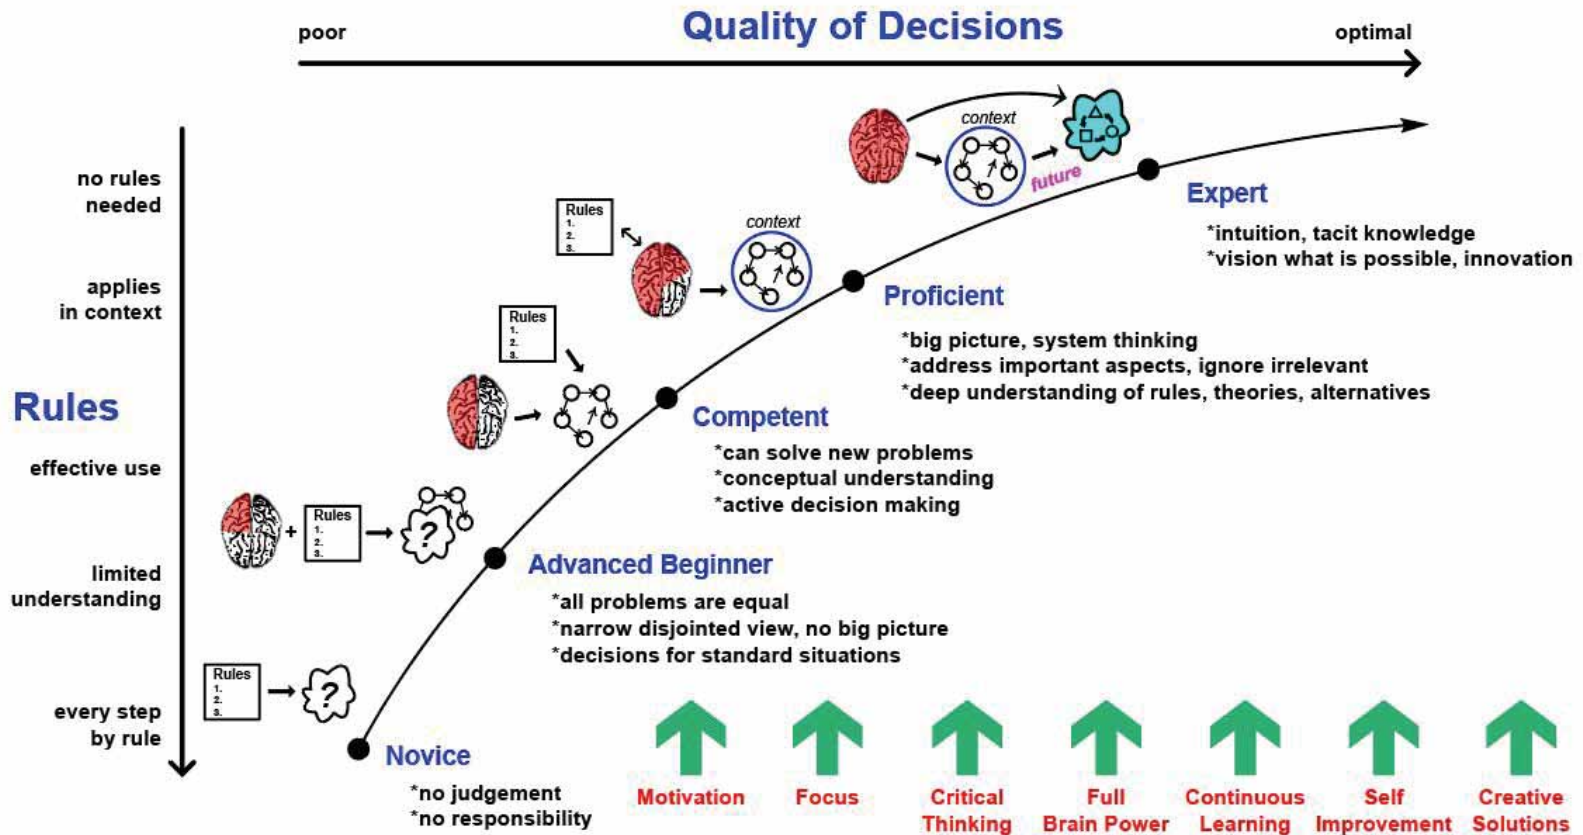 Quality of Decisions
poor
optimal
no rules
needed
applies
in context
Rules
effective use
limited
understanding
every step
by rule
context
future
Expert
*intuition, tacit knowledge
*vision what is possible, innovation
Rules
1.
2.
3.
context
Proficient
*big picture, system thinking
*address important aspects, ignore irrelevant
*deep understanding of rules, theories, alternatives
Rules
1.
2.
3.
Competent
*can solve new problems
*conceptual understanding
*active decision making
+
Rules
1.
2.
3.
?
Advanced Beginner
*all problems are equal
*narrow disjointed view, no big picture
*decisions for standard situations
Rules
1.
2.
3.
?
Novice
*no judgement
*no responsibility
Motivation
Focus
Critical
Thinking
Full
Brain Power
Continuous
Learning
Self
Improvement
Creative
Solutions